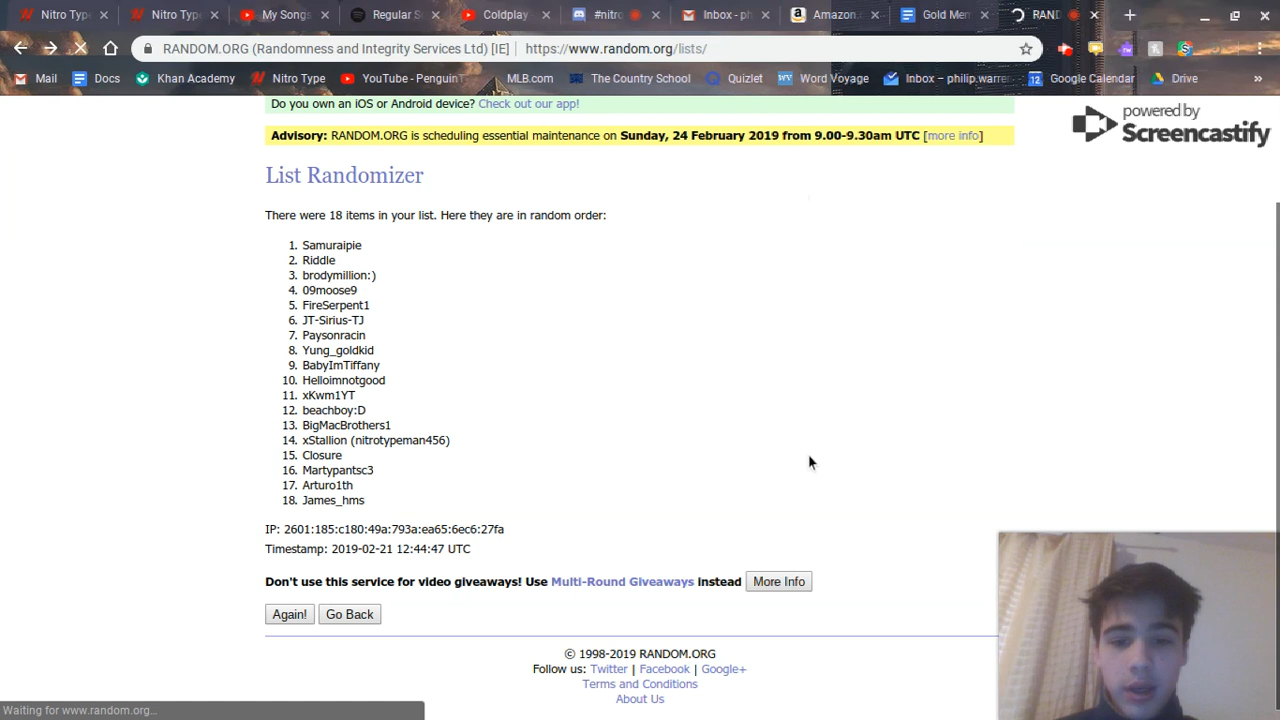 Nitro Typ
Nitro Typ
My Songs
Regular S
Coldplay
#nitro
Inbox - ph
Amazon.
Gold Mem
RAND
RANDOM.ORG (Randomness and Integrity Services Ltd) [IE]
https://www.random.org/lists/
Mail
Docs
Khan Academy
Nitro Type
YouTube - PenguinT
MLB.com
The Country School
Quizlet
WV
Word Voyage
Inbox – philip.warre
12
Google Calendar
Drive
»
Do you own an iOS or Android device? Check out our app!
powered by
Screencastify
Advisory: RANDOM.ORG is scheduling essential maintenance on Sunday, 24 February 2019 from 9.00-9.30am UTC [more info]
List Randomizer
There were 18 items in your list. Here they are in random order:
1. Samuraipie
2. Riddle
3. brodymillion:)
4. 09moose9
5. FireSerpent1
6. JT-Sirius-TJ
7. Paysonracin
8. Yung_goldkid
9. BabyImTiffany
10. Helloimnotgood
11. xKwm1YT
12. beachboy:D
13. BigMacBrothers1
14. xStallion (nitrotypeman456)
15. Closure
16. Martypantsc3
17. Arturo1th
18. James_hms
IP: 2601:185:c180:49a:793a:ea65:6ec6:27fa
Timestamp: 2019-02-21 12:44:47 UTC
Don't use this service for video giveaways! Use Multi-Round Giveaways instead More Info
Again! Go Back
© 1998-2019 RANDOM.ORG
Follow us: Twitter | Facebook | Google+
Terms and Conditions
About Us
Waiting for www.random.org...